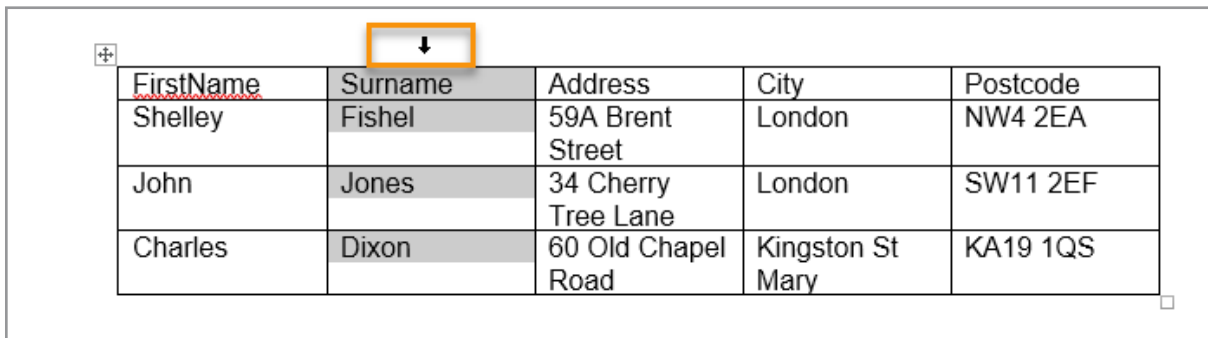 FirstName Surname Address City Postcode
Shelley Fishel 59A Brent London NW4 2EA
Street
John Jones 34 Cherry London SW11 2EF
Tree Lane
Charles Dixon 60 Old Chapel Kingston St KA19 1QS
Road Mary